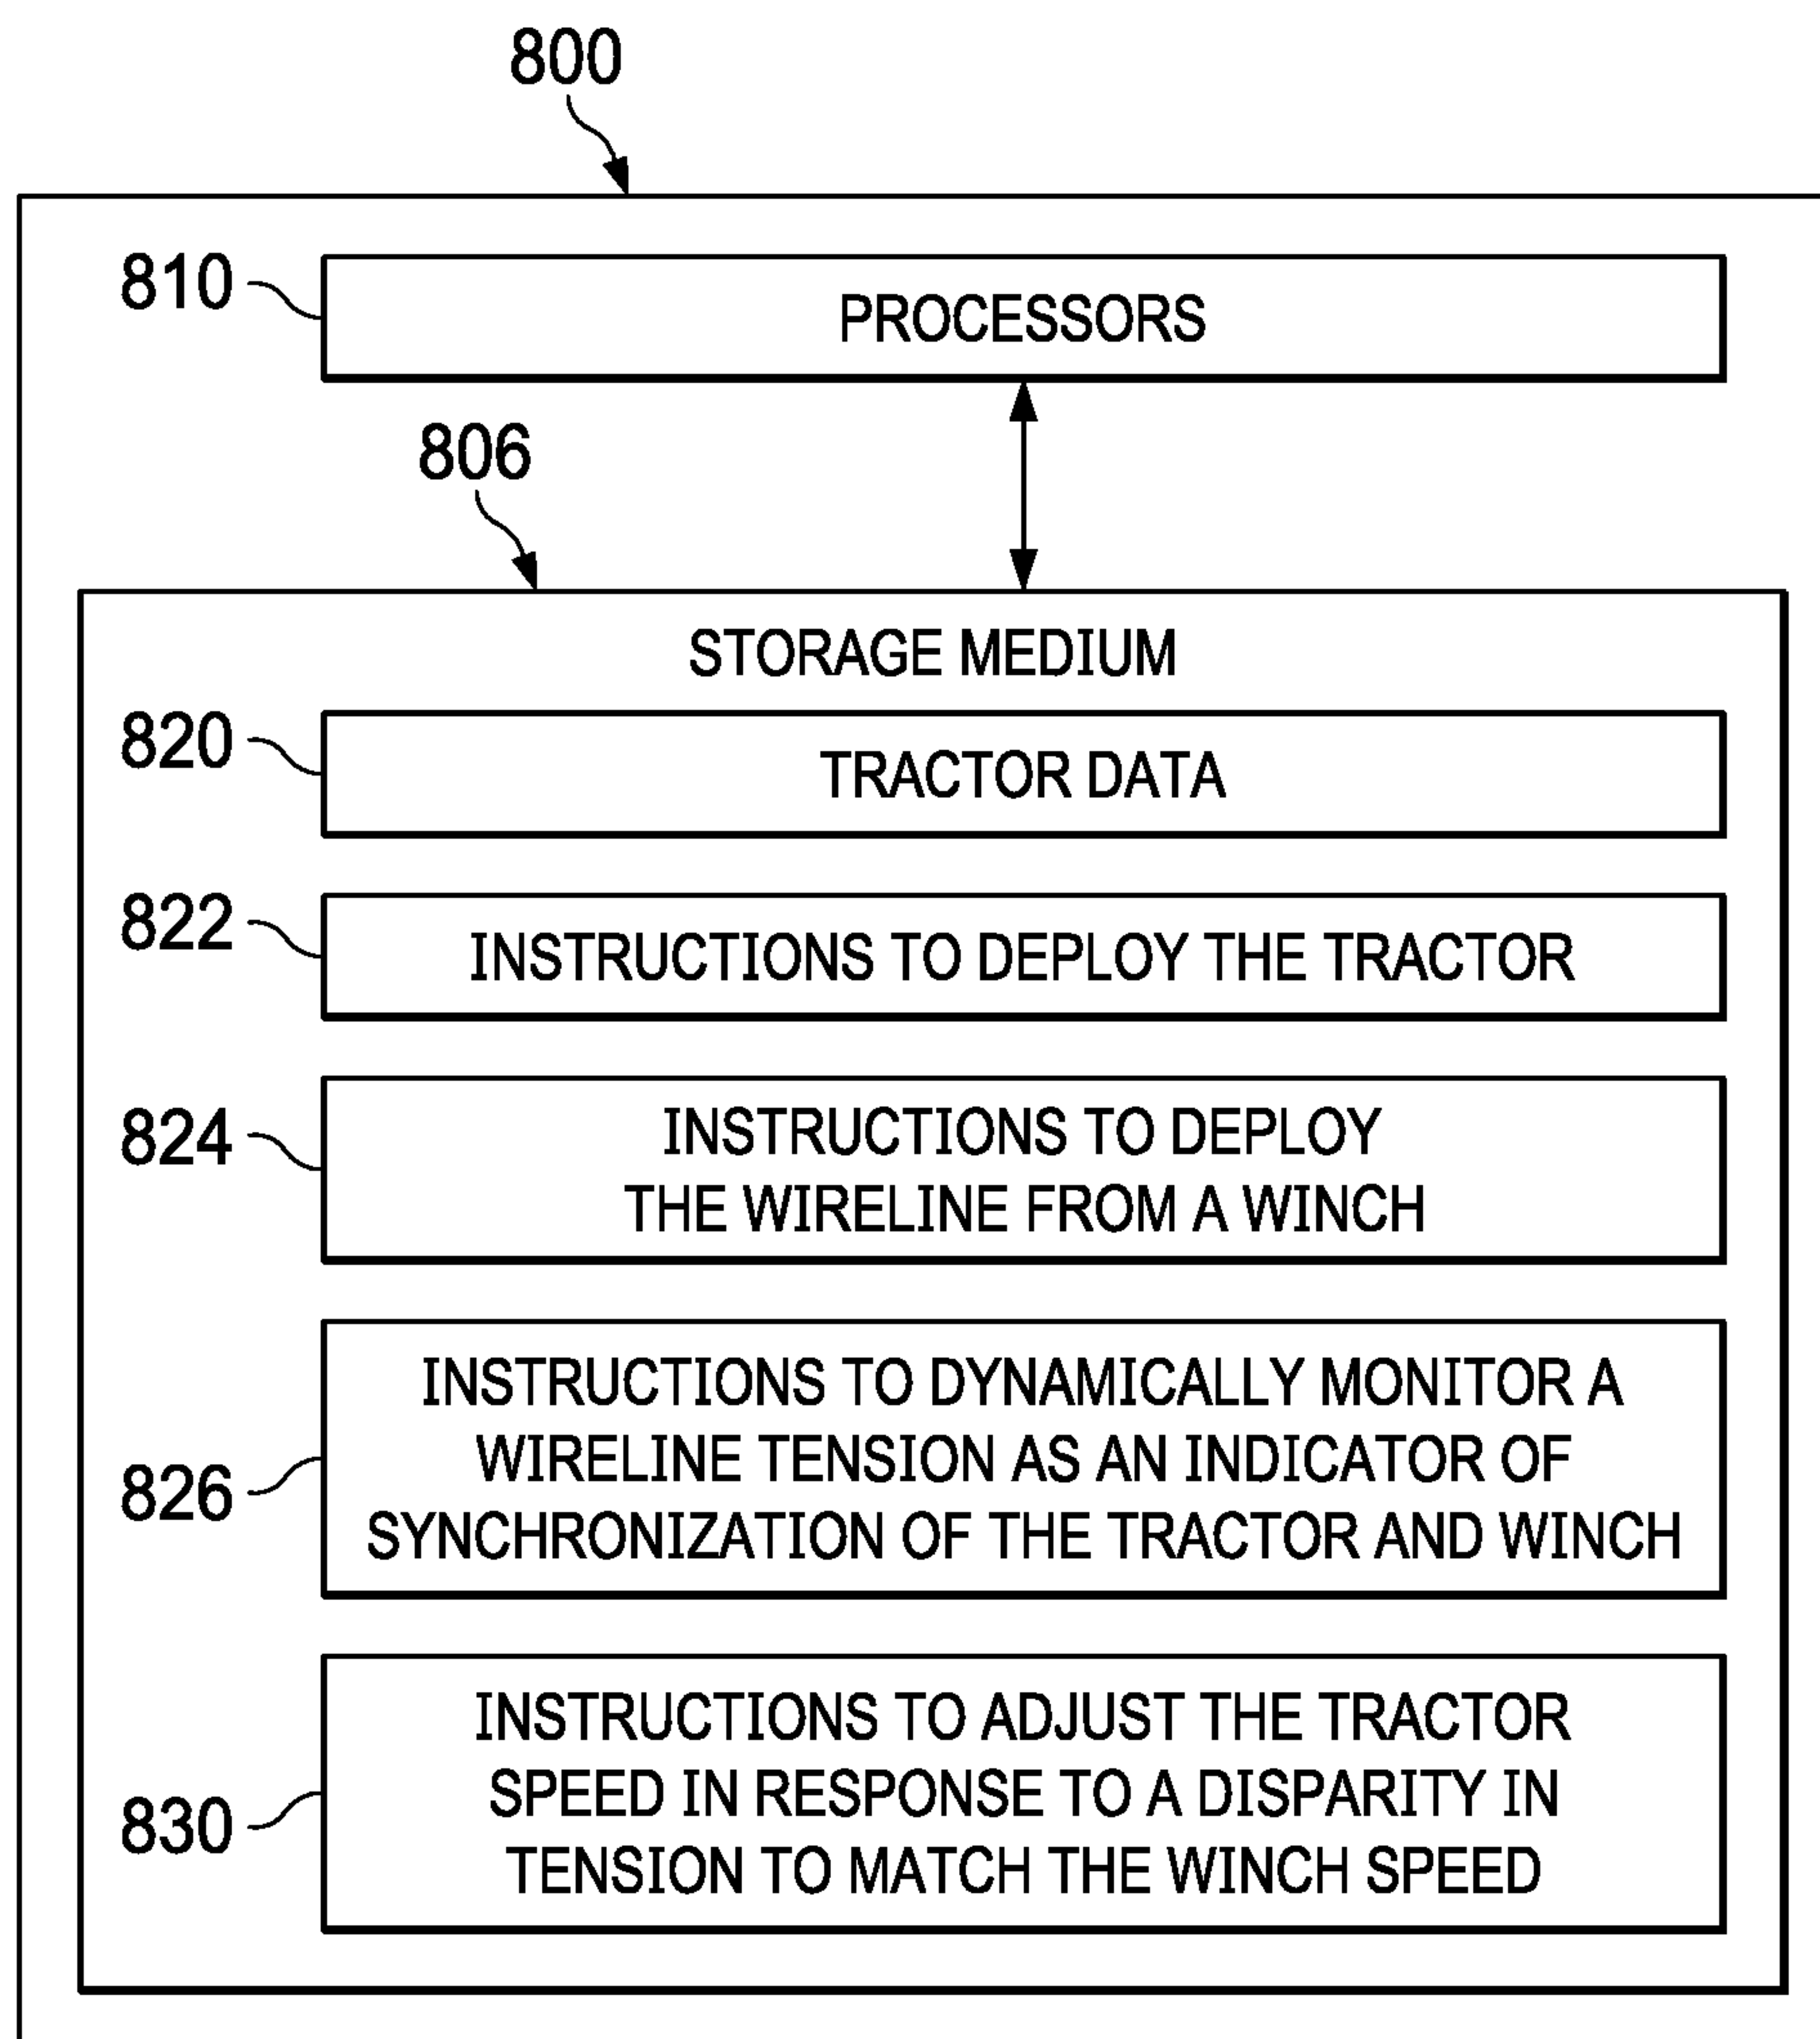 800
810
PROCESSORS
806
STORAGE MEDIUM
820
TRACTOR DATA
822
INSTRUCTIONS TO DEPLOY THE TRACTOR
824
INSTRUCTIONS TO DEPLOY
THE WIRELINE FROM A WINCH
826
INSTRUCTIONS TO DYNAMICALLY MONITOR A
WIRELINE TENSION AS AN INDICATOR OF
SYNCHRONIZATION OF THE TRACTOR AND WINCH
830
INSTRUCTIONS TO ADJUST THE TRACTOR
SPEED IN RESPONSE TO A DISPARITY IN
TENSION TO MATCH THE WINCH SPEED